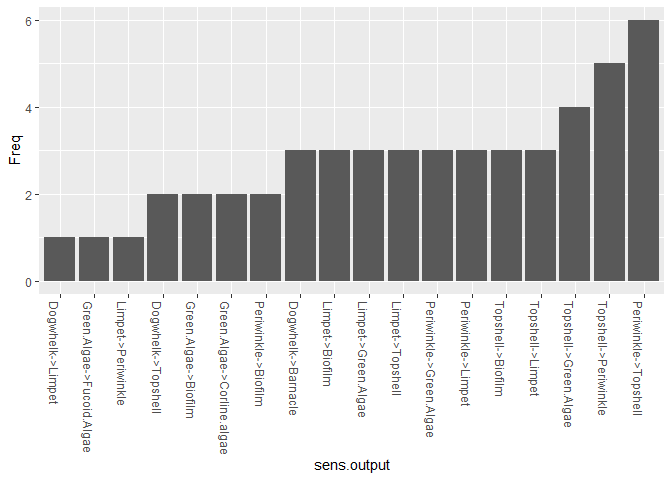 6
4
2
0
Freq
Dogwhelk->Limpet
Green.Algae->Fucoid.Algae
Limpet->Periwinkle
Dogwhelk->Topshell
Green.Algae->Biofilm
Green.Algae->Corline.algae
Periwinkle->Biofilm
Dogwhelk->Barnacle
Limpet->Biofilm
Limpet->Green.Algae
Limpet->Topshell
Periwinkle->Green.Algae
Periwinkle->Limpet
Topshell->Biofilm
Topshell->Limpet
Topshell->Green.Algae
Topshell->Periwinkle
Periwinkle->Topshell
sens.output